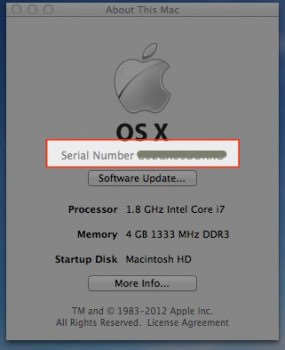 About This Mac
OS X
Serial Number
Software Update...
Processor 1.8 GHz Intel Core i7
Memory 4 GB 1333 MHz DDR3
Startup Disk Macintosh HD
More Info...
TM and © 1983-2012 Apple Inc.
All Rights Reserved. License Agreement